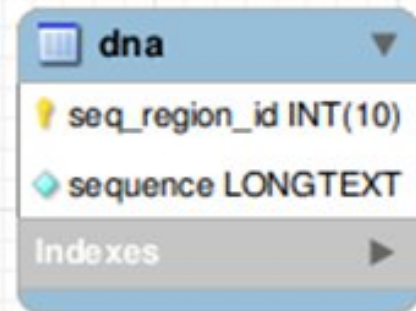 dna
seq_region_id INT(10)
sequence LONGTEXT
Indexes